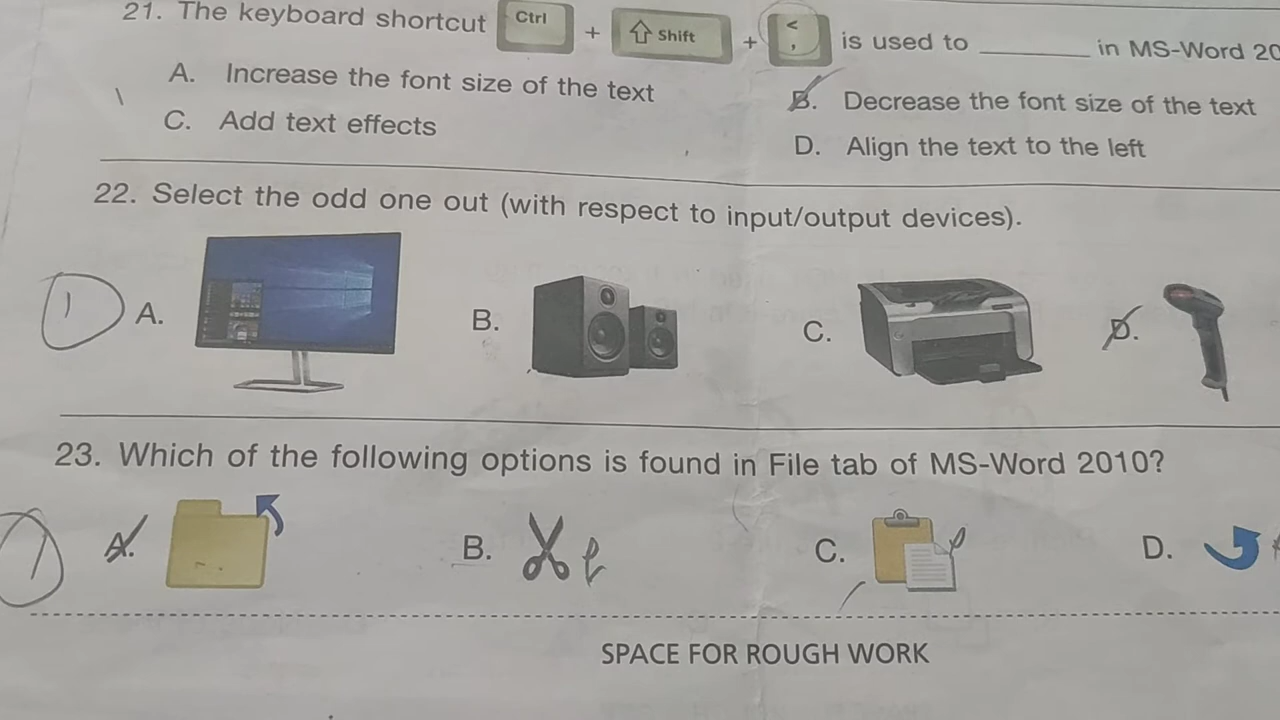 21. The keyboard shortcut Ctrl + ⇧ Shift + < , is used to ________ in MS-Word 20
A. Increase the font size of the text
B. Decrease the font size of the text
C. Add text effects
D. Align the text to the left
22. Select the odd one out (with respect to input/output devices).
1 A. B. C. D.
23. Which of the following options is found in File tab of MS-Word 2010?
1 A. B. C. D.
SPACE FOR ROUGH WORK